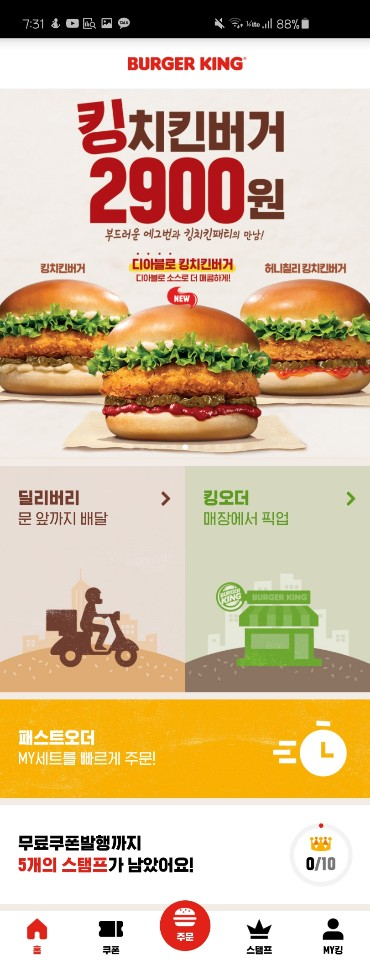 7:31
88%
BURGER KING
킹치킨버거
2900원
부드러운 에그번과 킹치킨패티의 만남!
킹치킨버거
디아블로 킹치킨버거
허니칠리 킹치킨버거
디아블로 소스로 더 매콤하게!
NEW
딜리버리
문 앞까지 배달
킹오더
매장에서 픽업
BURGER KING
BURGER KING
패스트오더
MY세트를 빠르게 주문!
무료쿠폰발행까지
5개의 스탬프가 남았어요!
0/10
홈
쿠폰
주문
스탬프
MY킹